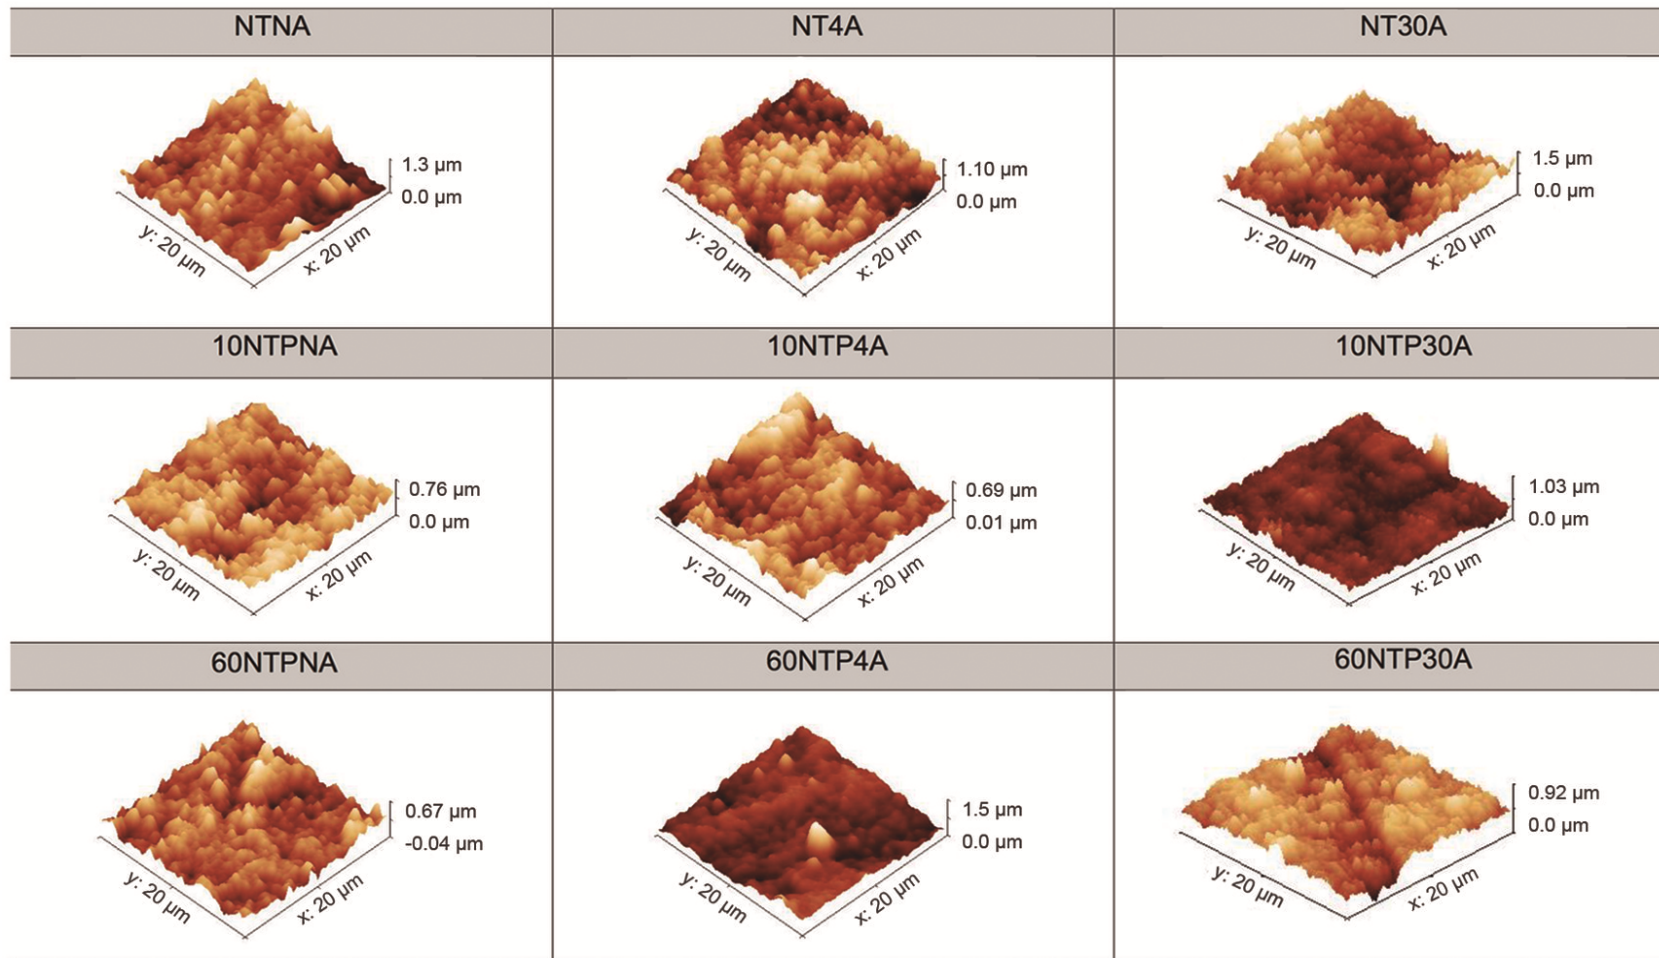 NTNA NT4A NT30A
1.3 µm
0.0 µm
y: 20 µm
x: 20 µm
1.10 µm
0.0 µm
y: 20 µm
x: 20 µm
1.5 µm
0.0 µm
y: 20 µm
x: 20 µm
10NTPNA 10NTP4A 10NTP30A
0.76 µm
0.0 µm
y: 20 µm
x: 20 µm
0.69 µm
0.01 µm
y: 20 µm
x: 20 µm
1.03 µm
0.0 µm
y: 20 µm
x: 20 µm
60NTPNA 60NTP4A 60NTP30A
0.67 µm
-0.04 µm
y: 20 µm
x: 20 µm
1.5 µm
0.0 µm
y: 20 µm
x: 20 µm
0.92 µm
0.0 µm
y: 20 µm
x: 20 µm